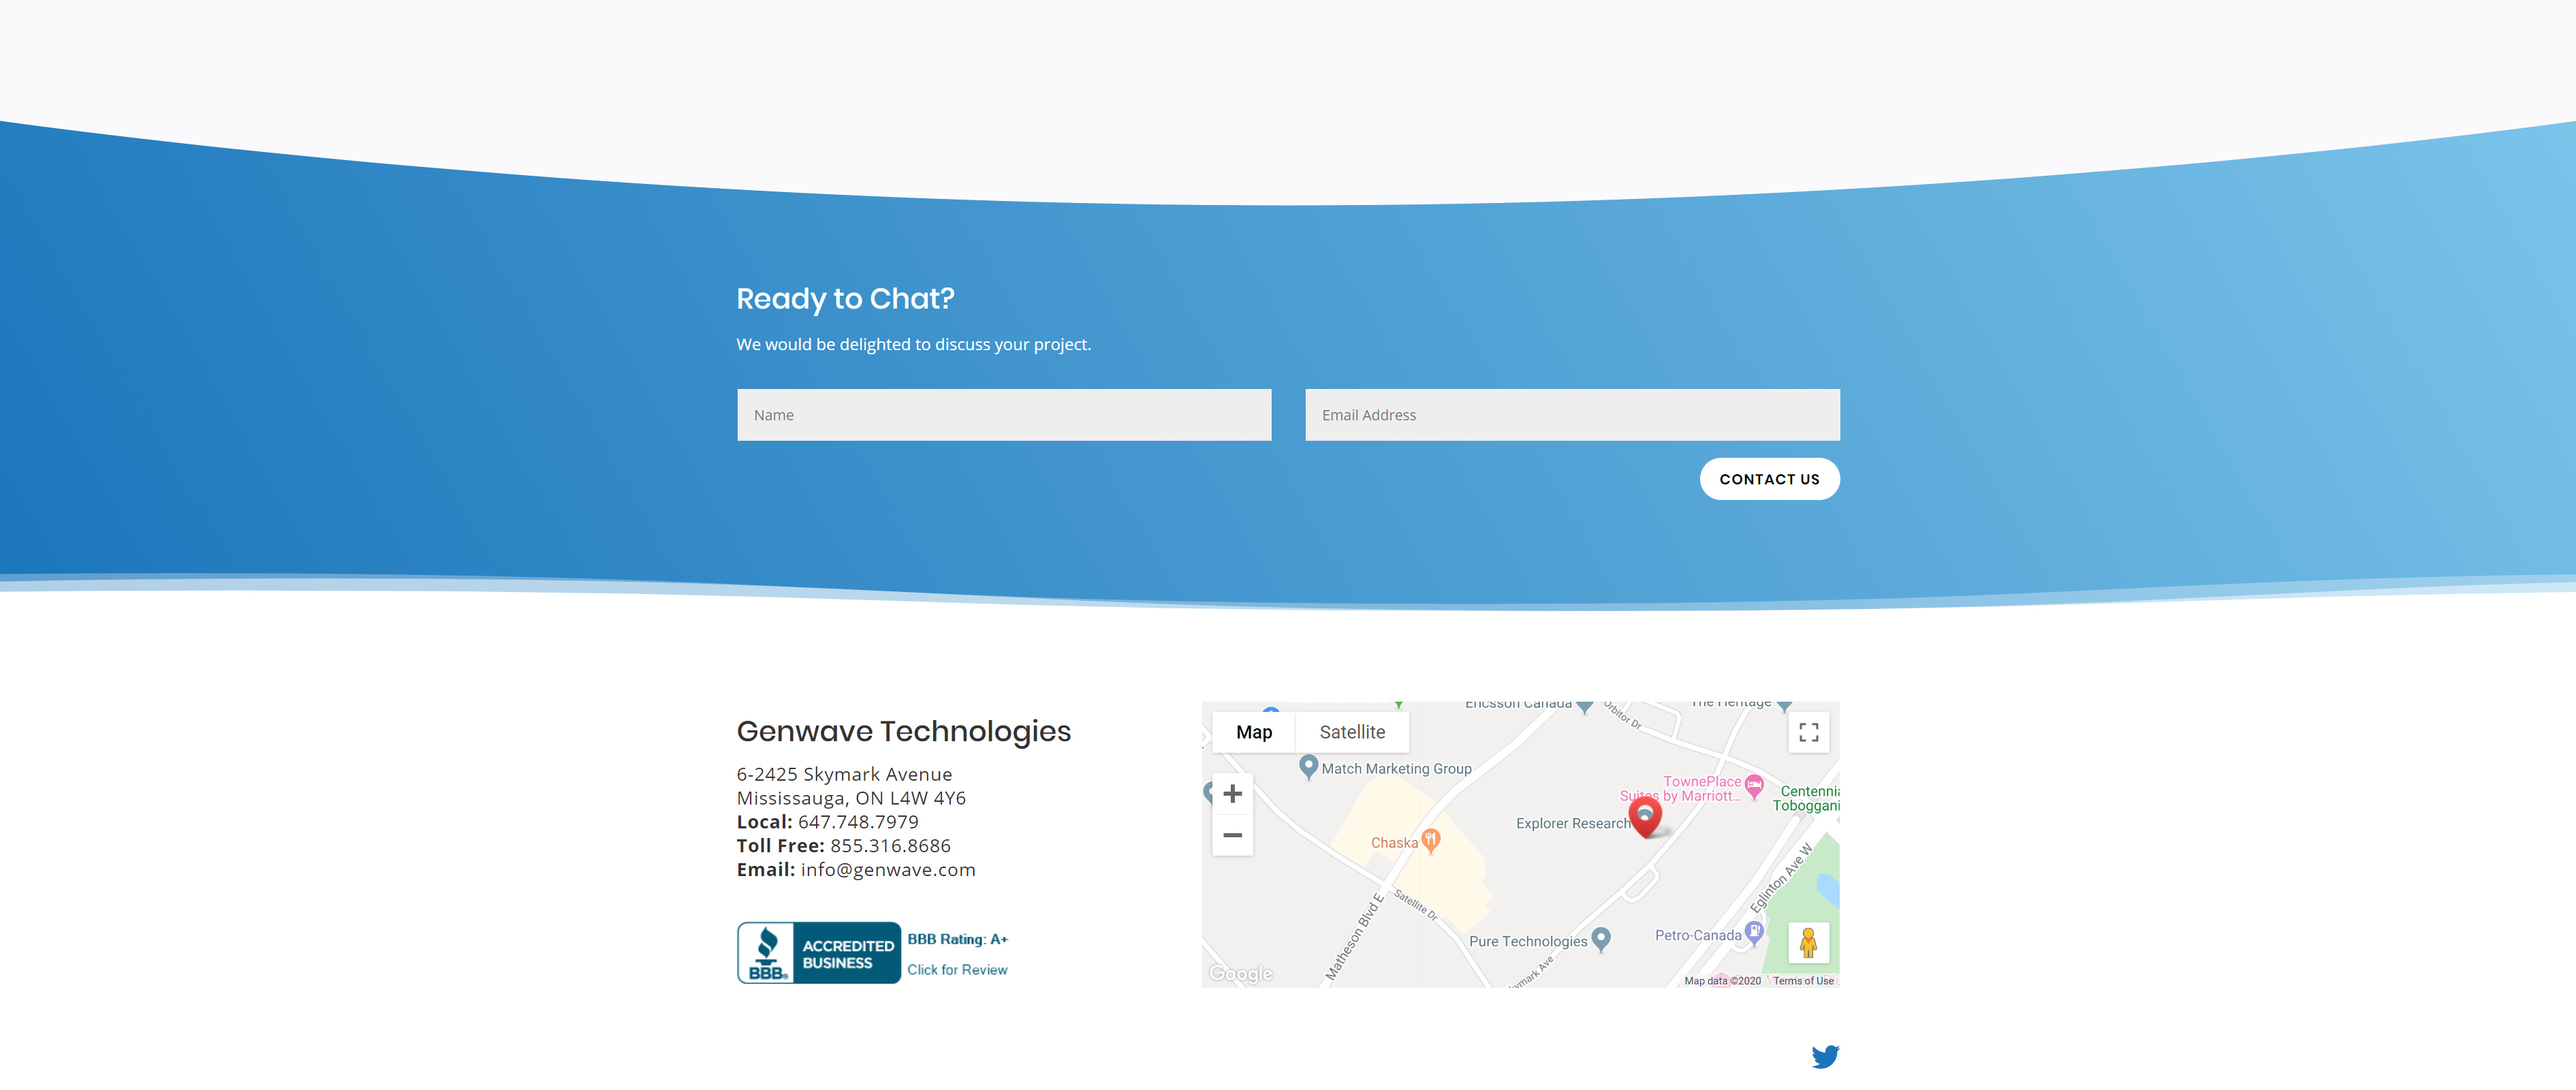 Ready to Chat?
We would be delighted to discuss your project.
Name
Email Address
CONTACT US
Genwave Technologies
6-2425 Skymark Avenue
Mississauga, ON L4W 4Y6
Local: 647.748.7979
Toll Free: 855.316.8686
Email: info@genwave.com
BBB
ACCREDITED
BUSINESS
BBB Rating: A+
Click for Review
Ericsson Canada
Orbitor Dr
The Heritage
Map
Satellite
Match Marketing Group
TownePlace
Suites by Marriott...
Centennia
Toboggani
Explorer Research
Chaska
Eglinton Ave W
Satellite Dr
Matheson Blvd E
Pure Technologies
Petro-Canada
ymark Ave
Google
Map data ©2020
Terms of Use